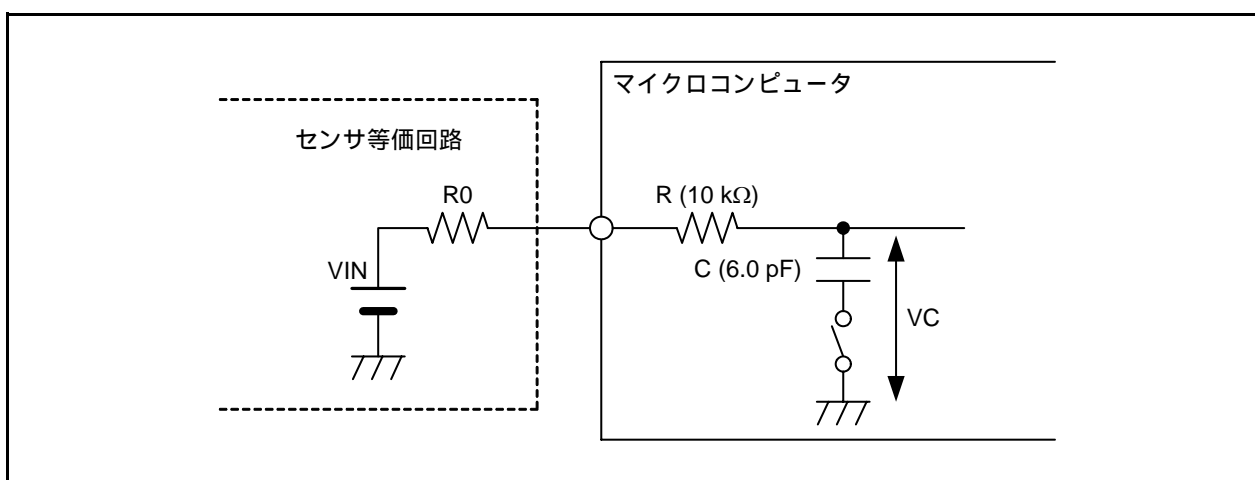 マイクロコンピュータ
センサ等価回路
R0
R (10 kΩ)
VIN
C (6.0 pF)
VC